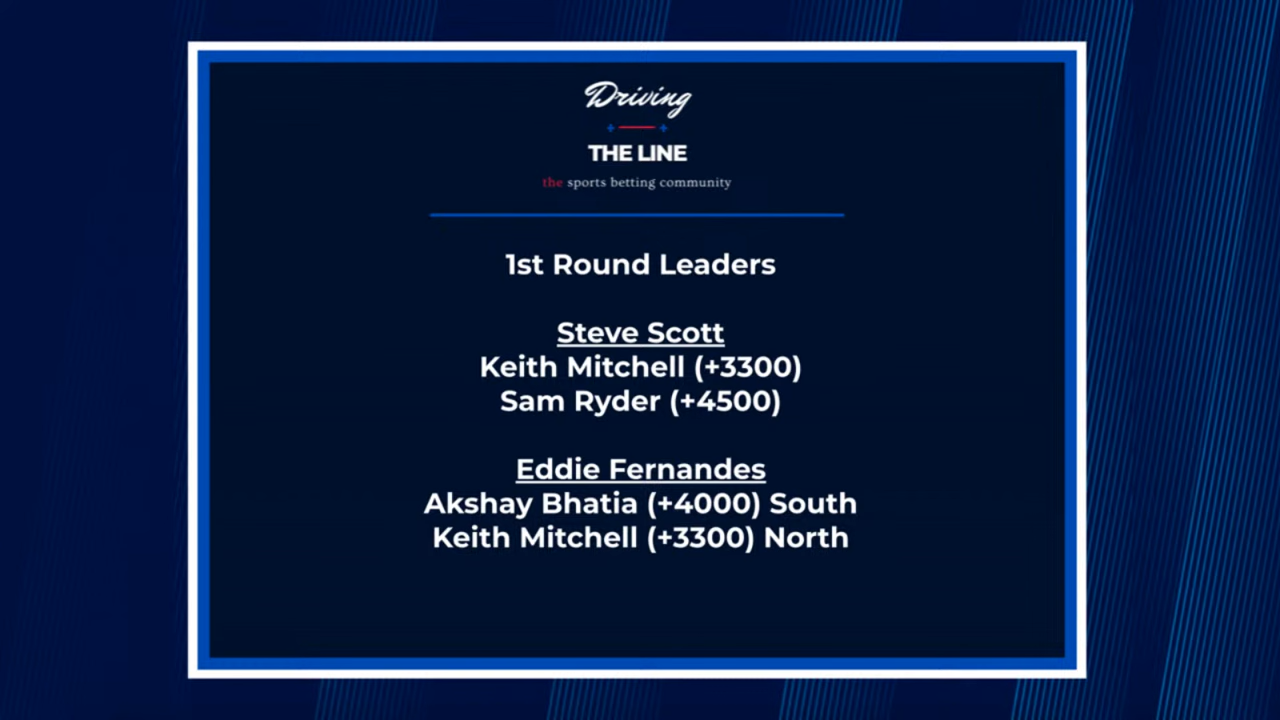 Driving
THE LINE
the sports betting community
1st Round Leaders
Steve Scott
Keith Mitchell (+3300)
Sam Ryder (+4500)
Eddie Fernandes
Akshay Bhatia (+4000) South
Keith Mitchell (+3300) North